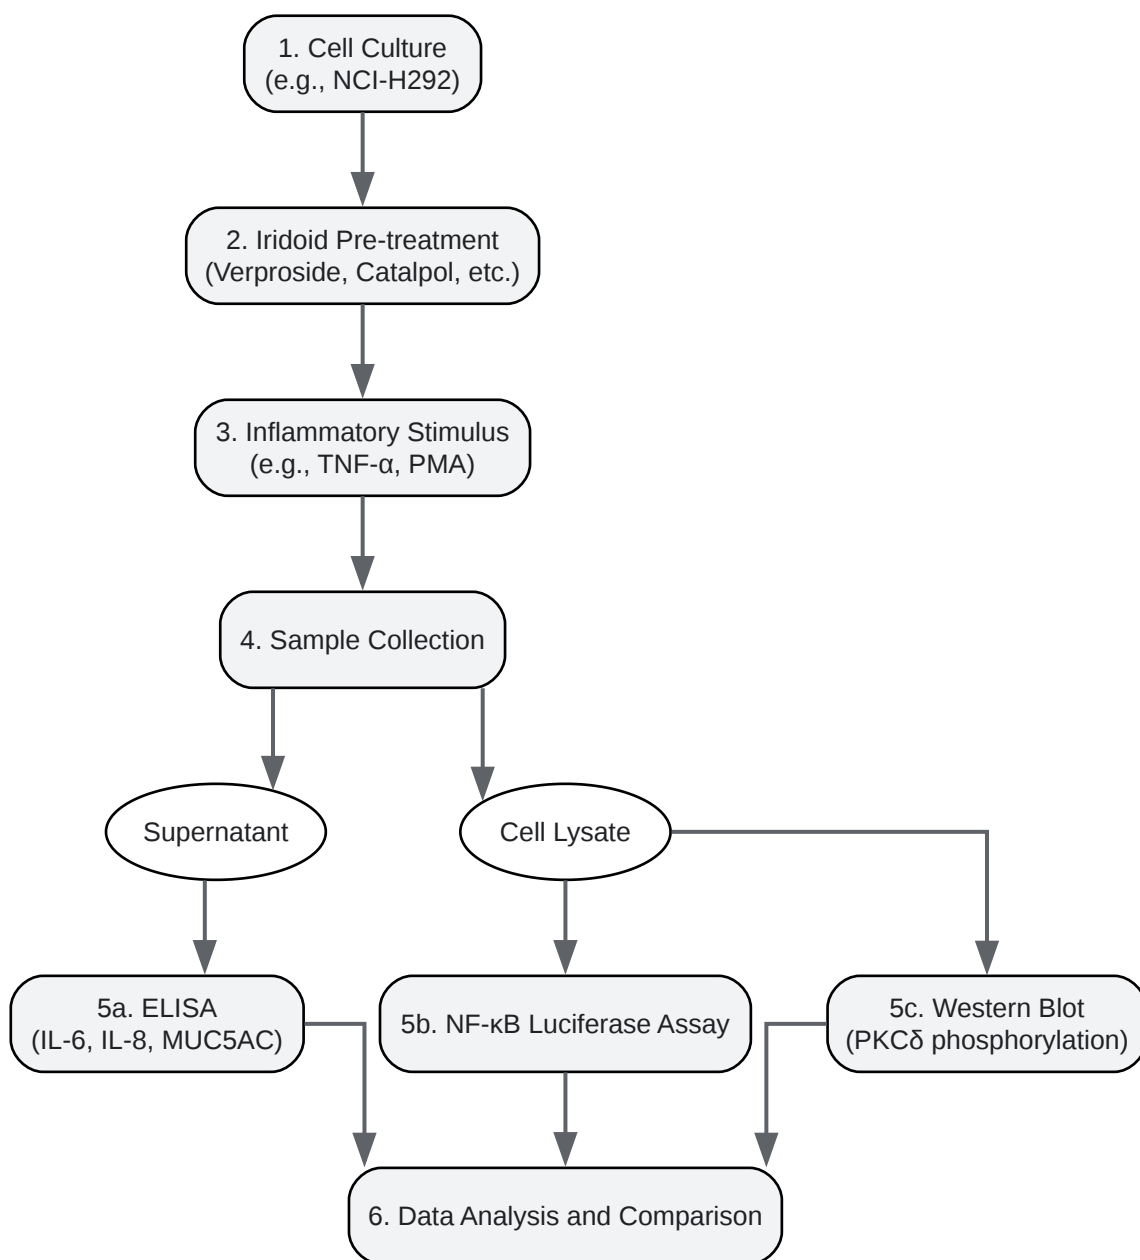 1. Cell Culture
(e.g., NCI-H292)
2. Iridoid Pre-treatment
(Verproside, Catalpol, etc.)
3. Inflammatory Stimulus
(e.g., TNF-α, PMA)
4. Sample Collection
Supernatant
Cell Lysate
5a. ELISA
(IL-6, IL-8, MUC5AC)
5b. NF-κB Luciferase Assay
5c. Western Blot
(PKCδ phosphorylation)
6. Data Analysis and Comparison